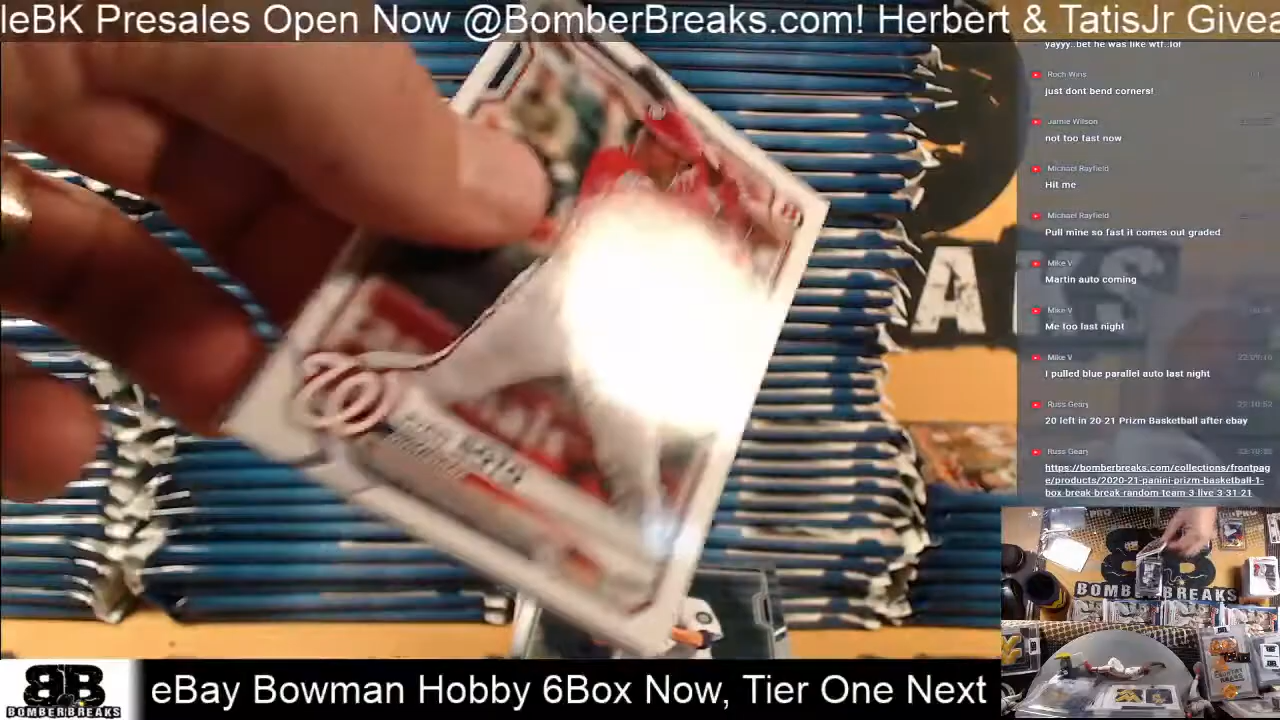 leBK Presales Open Now @BomberBreaks.com! Herbert & TatisJr Givea
yayyy..bet he was like wtf..lol
Roch Wins
just dont bend corners!
Jamie Wilson
not too fast now
Michael Rayfield
Hit me
Michael Rayfield
Pull mine so fast it comes out graded
Mike V
Martin auto coming
Mike V
Me too last night
Mike V
I pulled blue parallel auto last night
Russ Geary
20 left in 20-21 Prizm Basketball after ebay
Russ Geary
https://bomberbreaks.com/collections/frontpag
e/products/2020-21-panini-prizm-basketball-1-
box-break-break-random-team-3-live-3-31-21
BOMBERBREAKS
BB
BOMBERBREAKS
eBay Bowman Hobby 6Box Now, Tier One Next